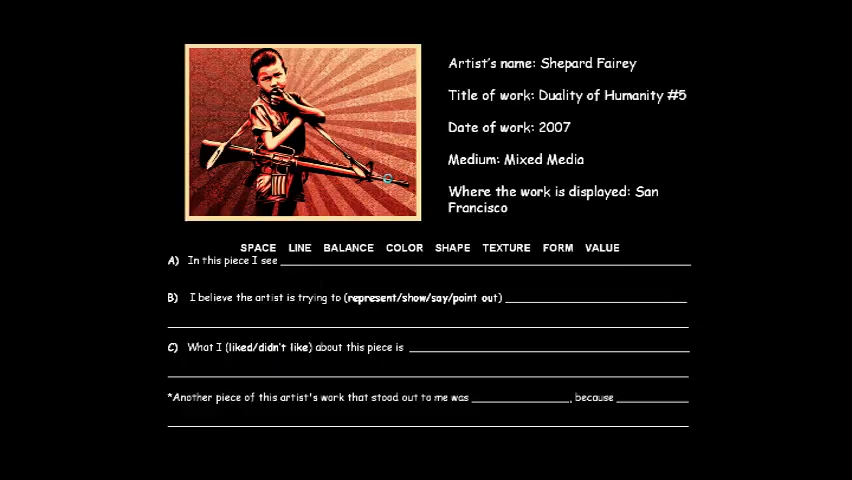 Artist's name: Shepard Fairey
Title of work: Duality of Humanity #5
Date of work: 2007
Medium: Mixed Media
Where the work is displayed: San
Francisco
SPACE LINE BALANCE COLOR SHAPE TEXTURE FORM VALUE
A) In this piece I see
B) I believe the artist is trying to (represent/show/say/point out)
C) What I (liked/didn't like) about this piece is
*Another piece of this artist's work that stood out to me was , because